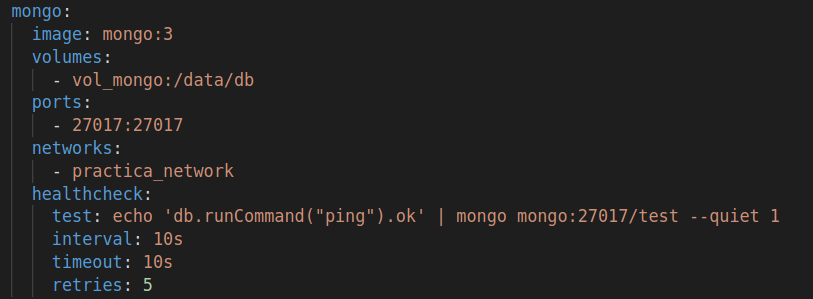 mongo:
  image: mongo:3
  volumes:
    - vol_mongo:/data/db
  ports:
    - 27017:27017
  networks:
    - practica_network
  healthcheck:
    test: echo 'db.runCommand("ping").ok' | mongo mongo:27017/test --quiet 1
    interval: 10s
    timeout: 10s
    retries: 5